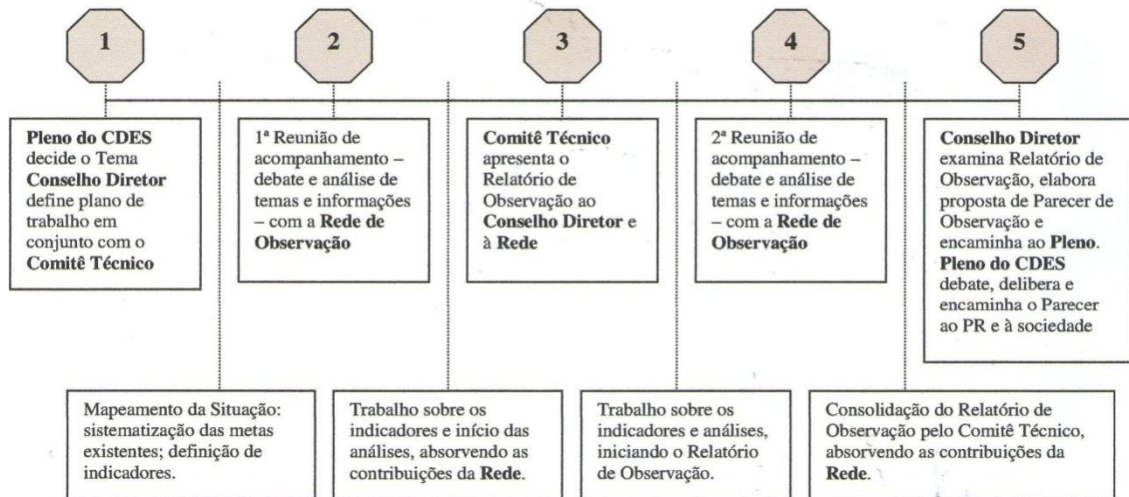 1
2
3
4
5
Pleno do CDES
decide o Tema
Conselho Diretor
define plano de
trabalho em
conjunto com o
Comitê Técnico
1ª Reunião de
acompanhamento –
debate e análise de
temas e informações
– com a Rede de
Observação
Comitê Técnico
apresenta o
Relatório de
Observação ao
Conselho Diretor e
à Rede
2ª Reunião de
acompanhamento –
debate e análise de
temas e informações
– com a Rede de
Observação
Conselho Diretor
examina Relatório de
Observação, elabora
proposta de Parecer de
Observação e
encaminha ao Pleno.
Pleno do CDES
debate, delibera e
encaminha o Parecer
ao PR e à sociedade
Mapeamento da Situação:
sistematização das metas
existentes; definição de
indicadores.
Trabalho sobre os
indicadores e início das
análises, absorvendo as
contribuições da Rede.
Trabalho sobre os
indicadores e análises,
iniciando o Relatório
de Observação.
Consolidação do Relatório de
Observação pelo Comitê Técnico,
absorvendo as contribuições da
Rede.